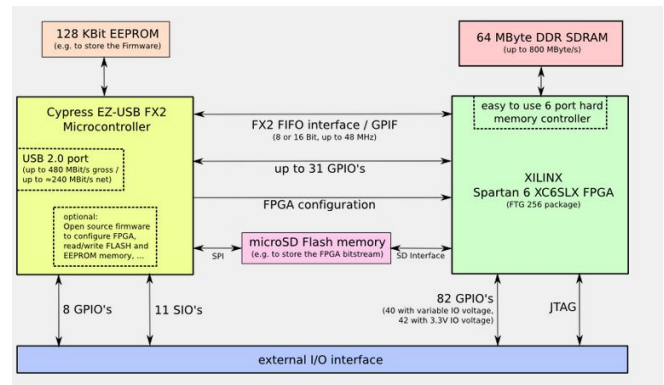 128 KBit EEPROM
(e.g. to store the Firmware)
64 MByte DDR SDRAM
(up to 800 MByte/s)
Cypress EZ-USB FX2
Microcontroller
USB 2.0 port
(up to 480 MBit/s gross /
up to ≈240 MBit/s net)
optional:
Open source firmware
to configure FPGA,
read/write FLASH and
EEPROM memory, ...
FX2 FIFO interface / GPIF
(8 or 16 Bit, up to 48 MHz)
up to 31 GPIO's
FPGA configuration
SPI
microSD Flash memory
(e.g. to store the FPGA bitstream)
SD Interface
easy to use 6 port hard
memory controller
XILINX
Spartan 6 XC6SLX FPGA
(FTG 256 package)
8 GPIO's
11 SIO's
82 GPIO's
(40 with variable IO voltage,
42 with 3.3V IO voltage)
JTAG
external I/O interface